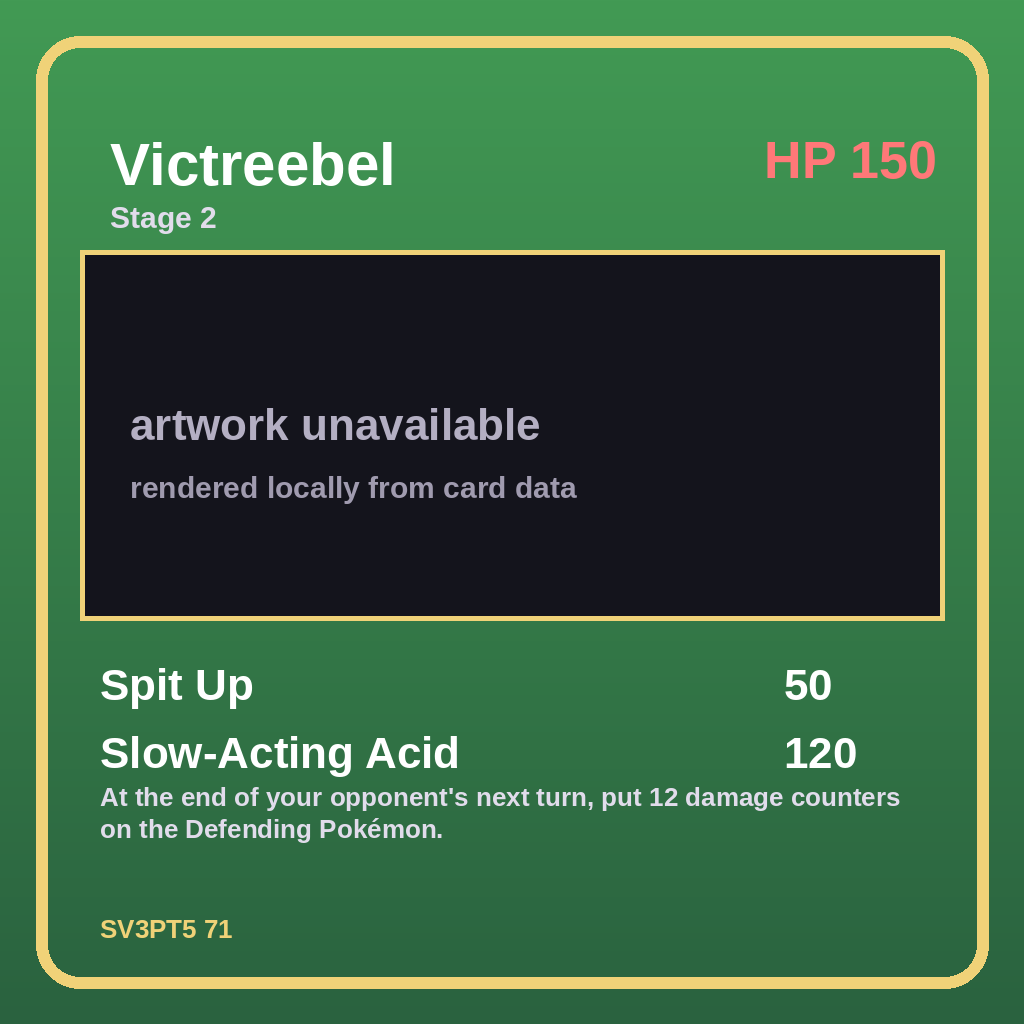 Victreebel
HP 150
Stage 2
artwork unavailable
rendered locally from card data
Spit Up 50
Slow-Acting Acid 120
At the end of your opponent's next turn, put 12 damage counters
on the Defending Pokémon.
SV3PT5 71